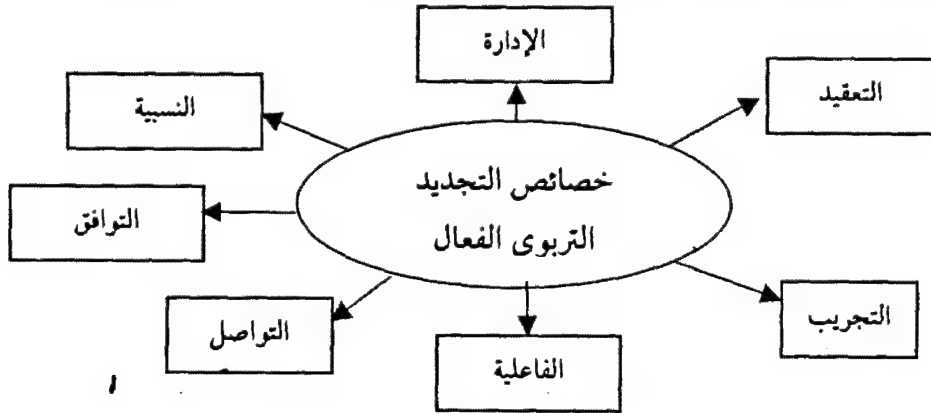 الإدارة
التعقيد
النسبية
خصائص التجديد
التربوى الفعال
التوافق
التجريب
التواصل
الفاعلية